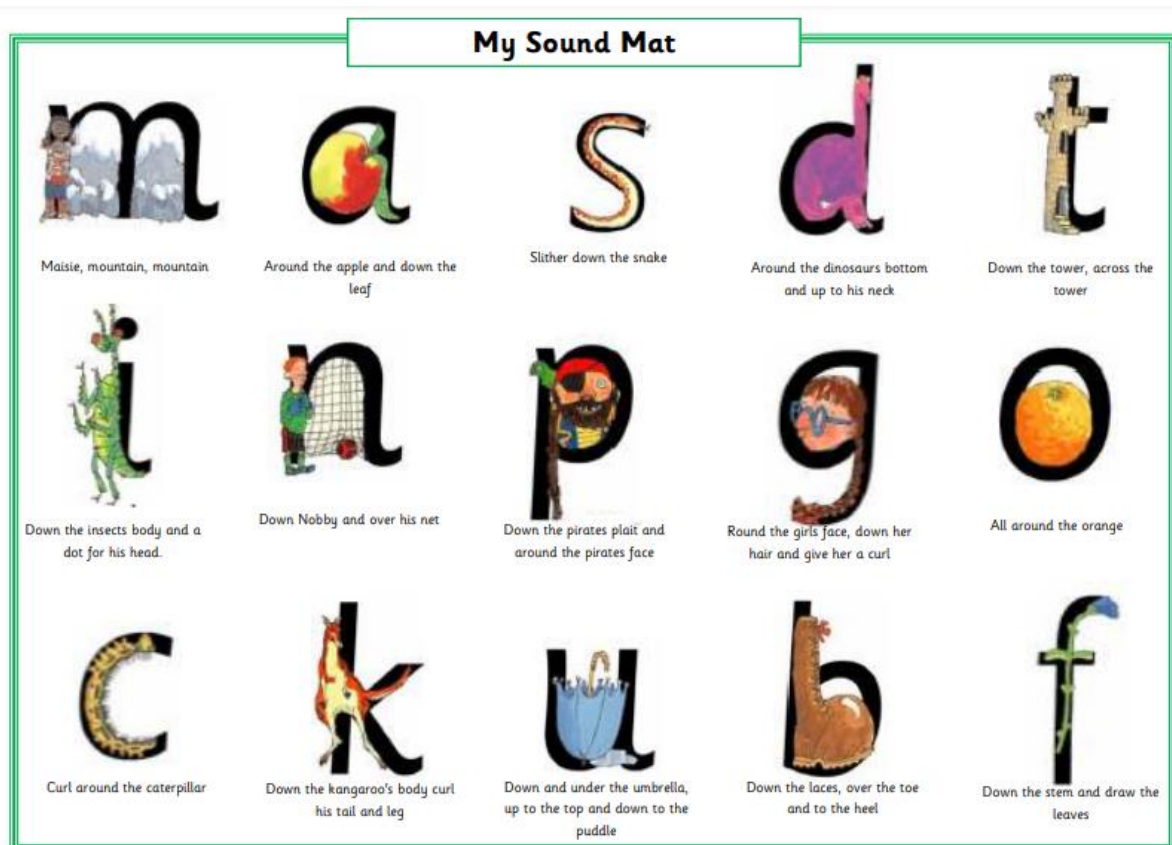 My Sound Mat
m a s d t
Maisie, mountain, mountain
Around the apple and down the
leaf
Slither down the snake
Around the dinosaurs bottom
and up to his neck
Down the tower, across the
tower
i n p g o
Down the insects body and a
dot for his head.
Down Nobby and over his net
Down the pirates plait and
around the pirates face
Round the girls face, down her
hair and give her a curl
All around the orange
c k u b f
Curl around the caterpillar
Down the kangaroo's body curl
his tail and leg
Down and under the umbrella,
up to the top and down to the
puddle
Down the laces, over the toe
and to the heel
Down the stem and draw the
leaves